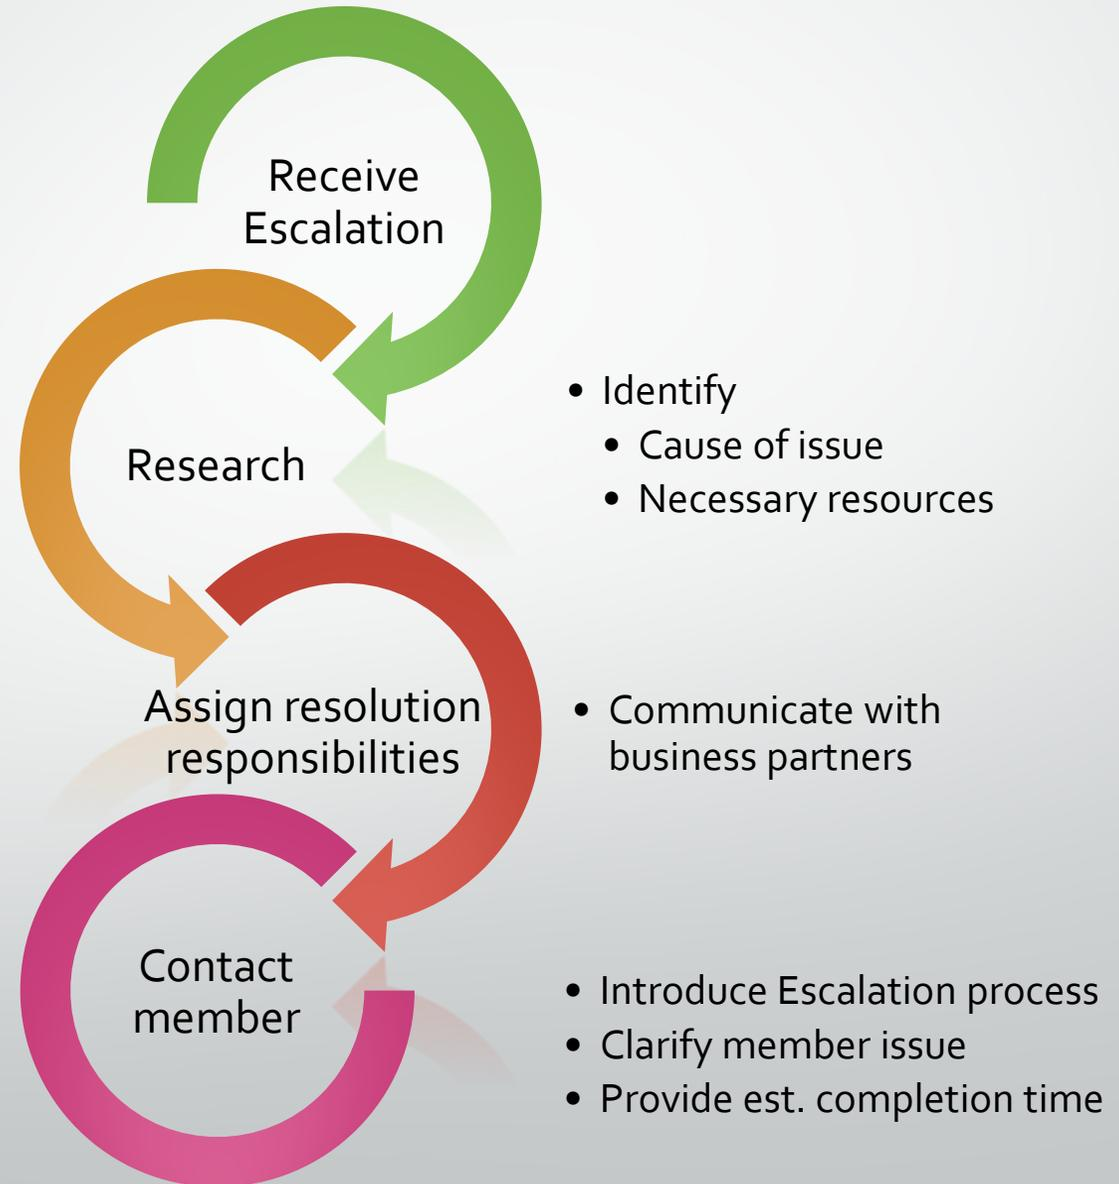 Receive
Escalation
Research
• Identify
• Cause of issue
• Necessary resources
Assign resolution
responsibilities
• Communicate with
business partners
Contact
member
• Introduce Escalation process
• Clarify member issue
• Provide est. completion time